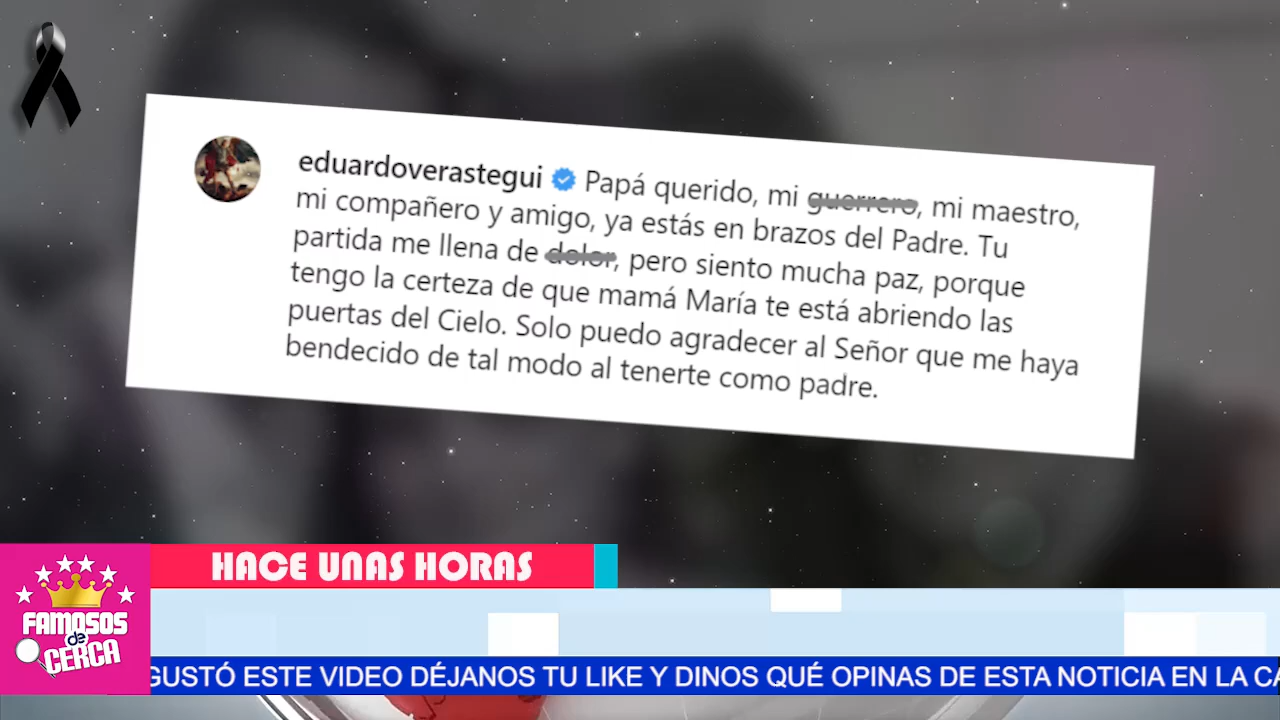 eduardoverastegui Papá querido, mi guerrero, mi maestro,
mi compañero y amigo, ya estás en brazos del Padre. Tu
partida me llena de dolor, pero siento mucha paz, porque
tengo la certeza de que mamá María te está abriendo las
puertas del Cielo. Solo puedo agradecer al Señor que me haya
bendecido de tal modo al tenerte como padre.
HACE UNAS HORAS
FAMOSOS
de
CERCA
GUSTÓ ESTE VIDEO DÉJANOS TU LIKE Y DINOS QUÉ OPINAS DE ESTA NOTICIA EN LA CA